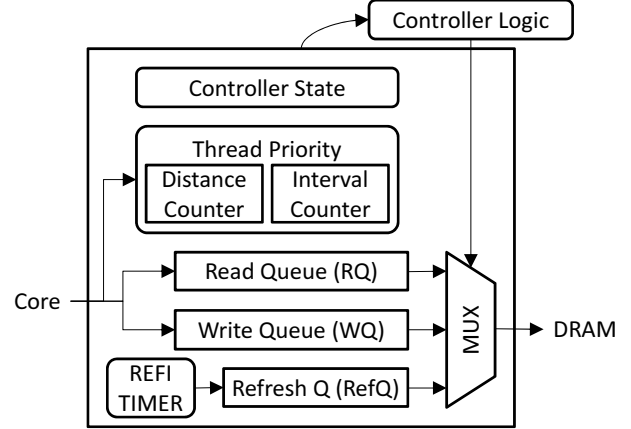 Controller Logic
Controller State
Thread Priority
Distance
Counter
Interval
Counter
Read Queue (RQ)
Core
Write Queue (WQ)
MUX
DRAM
REFI
TIMER
Refresh Q (RefQ)